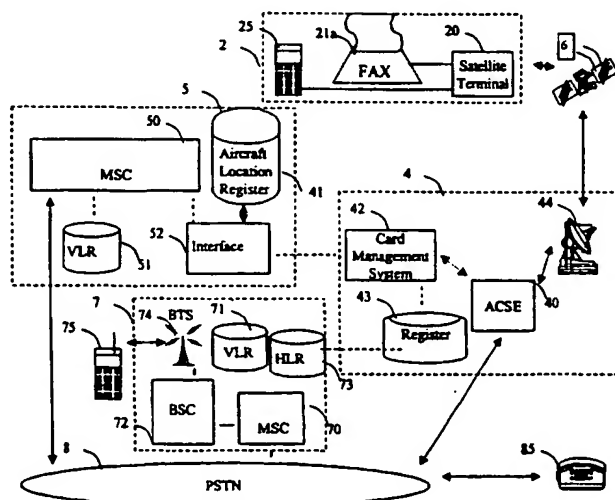 25
21a
20
2
FAX
Satellite
Terminal
6
5
50
MSC
Aircraft
Location
Register
41
4
44
42
Card
Management
System
52
Interface
VLR
51
43
ACSE
40
Register
7
BTS
71
74
75
VLR
HLR
73
BSC
MSC
72
70
8
85
PSTN